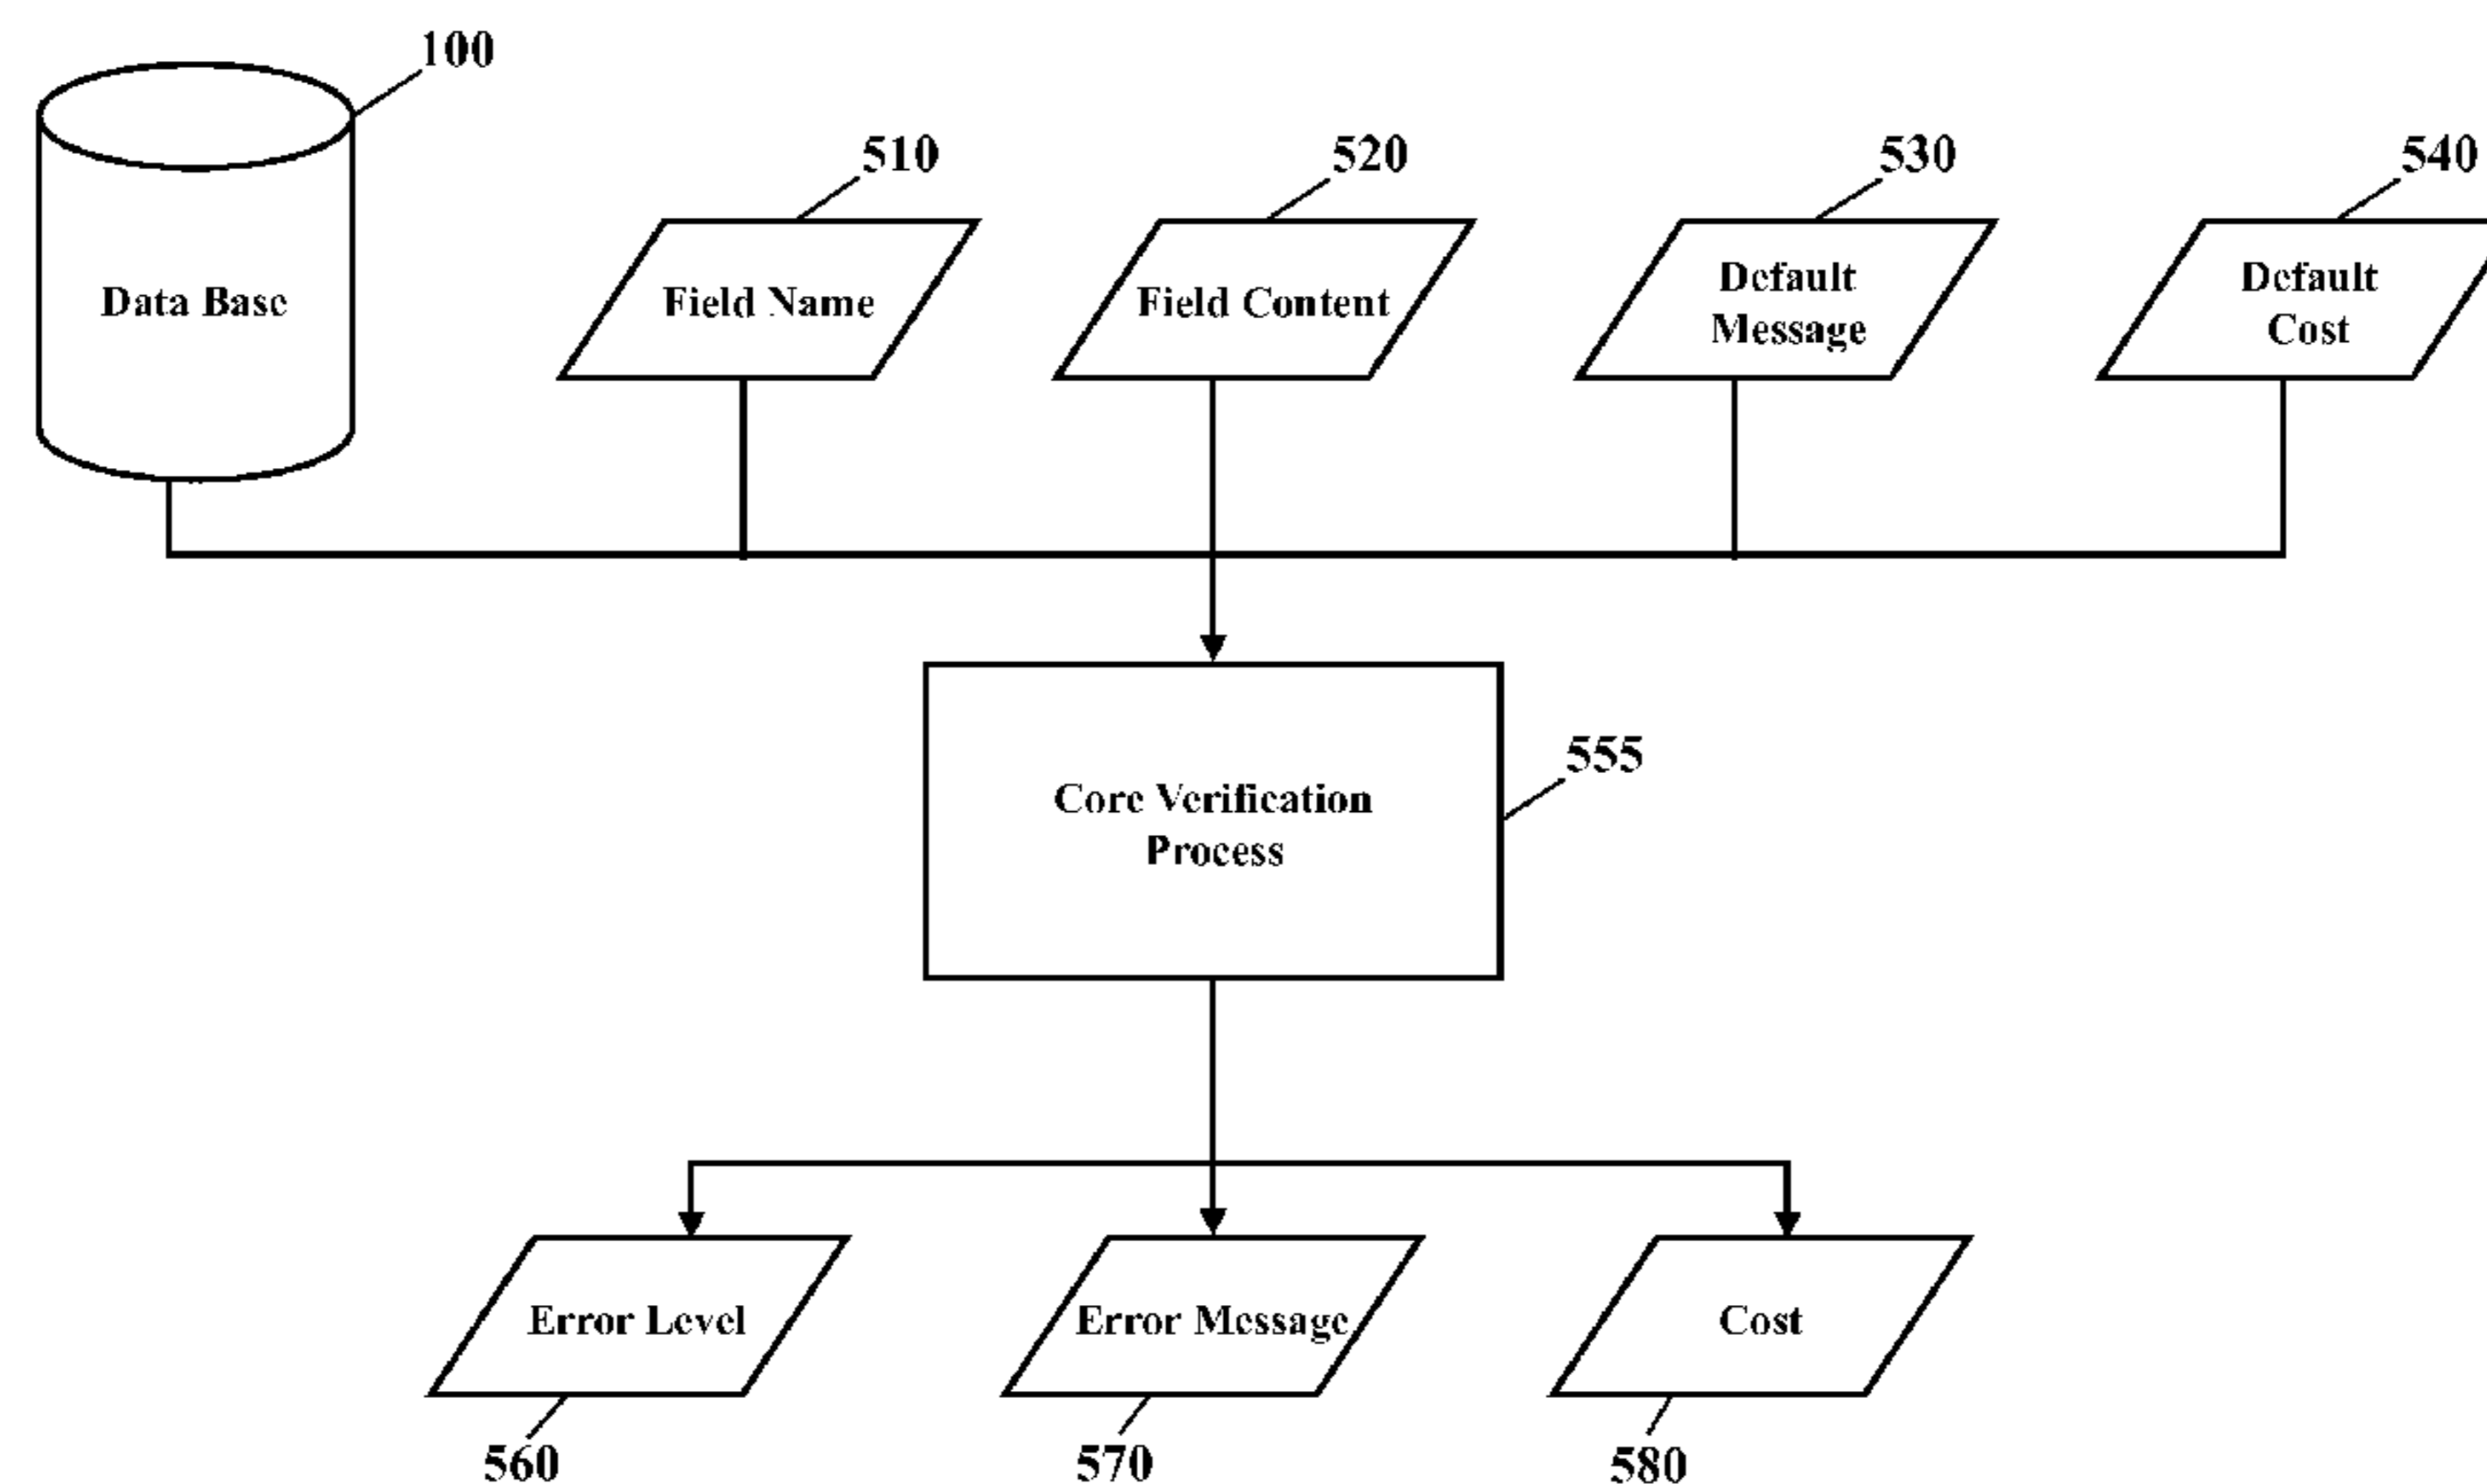 100
510
520
530
540
Data Base
Field Name
Field Content
Default
Message
Default
Cost
555
Core Verification
Process
Error Level
Error Message
Cost
560
570
580